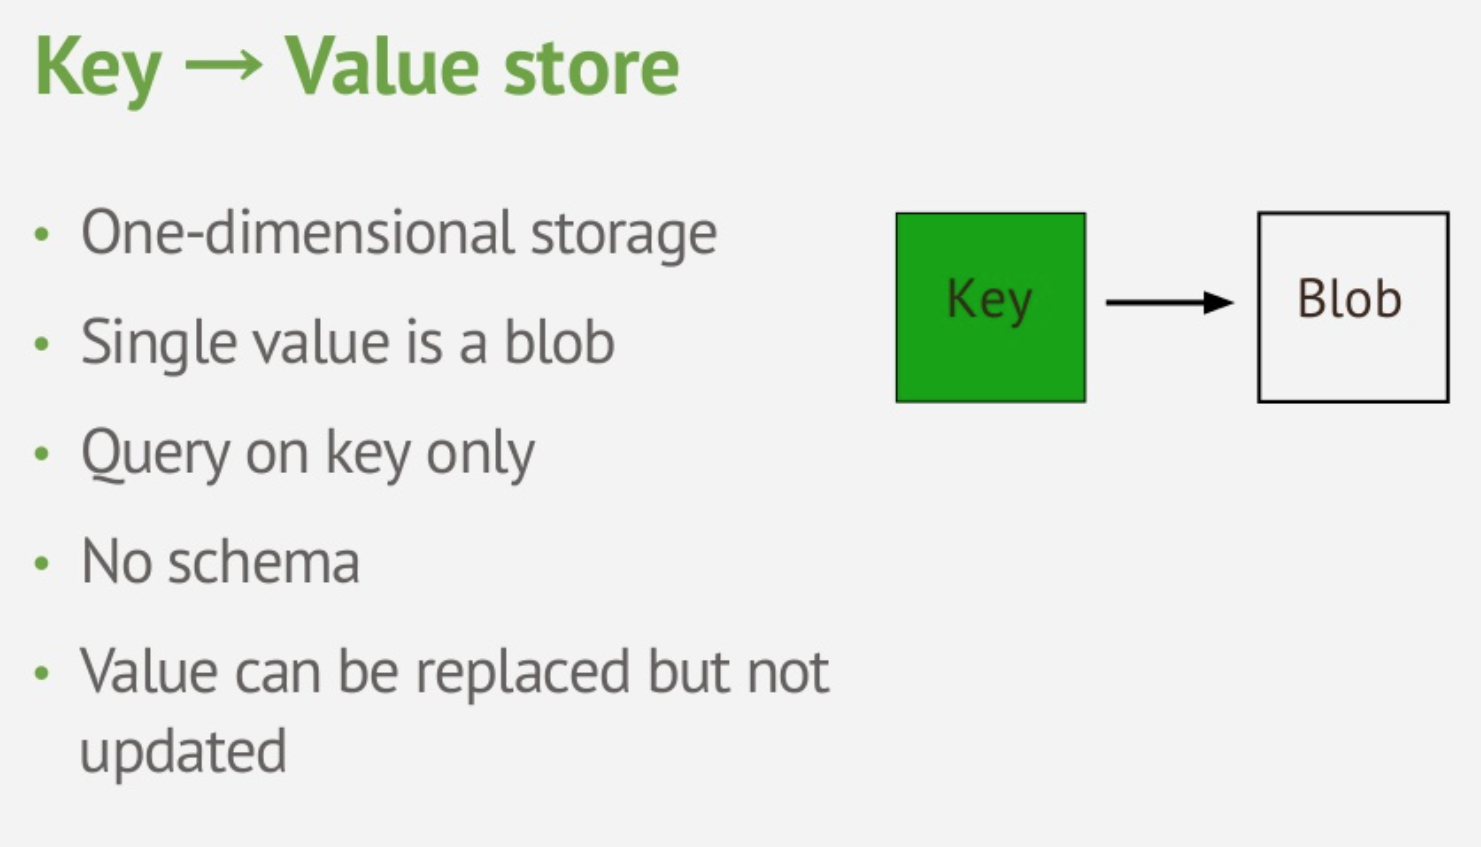 Key → Value store
• One-dimensional storage
• Single value is a blob
• Query on key only
• No schema
• Value can be replaced but not
updated
Key
Blob